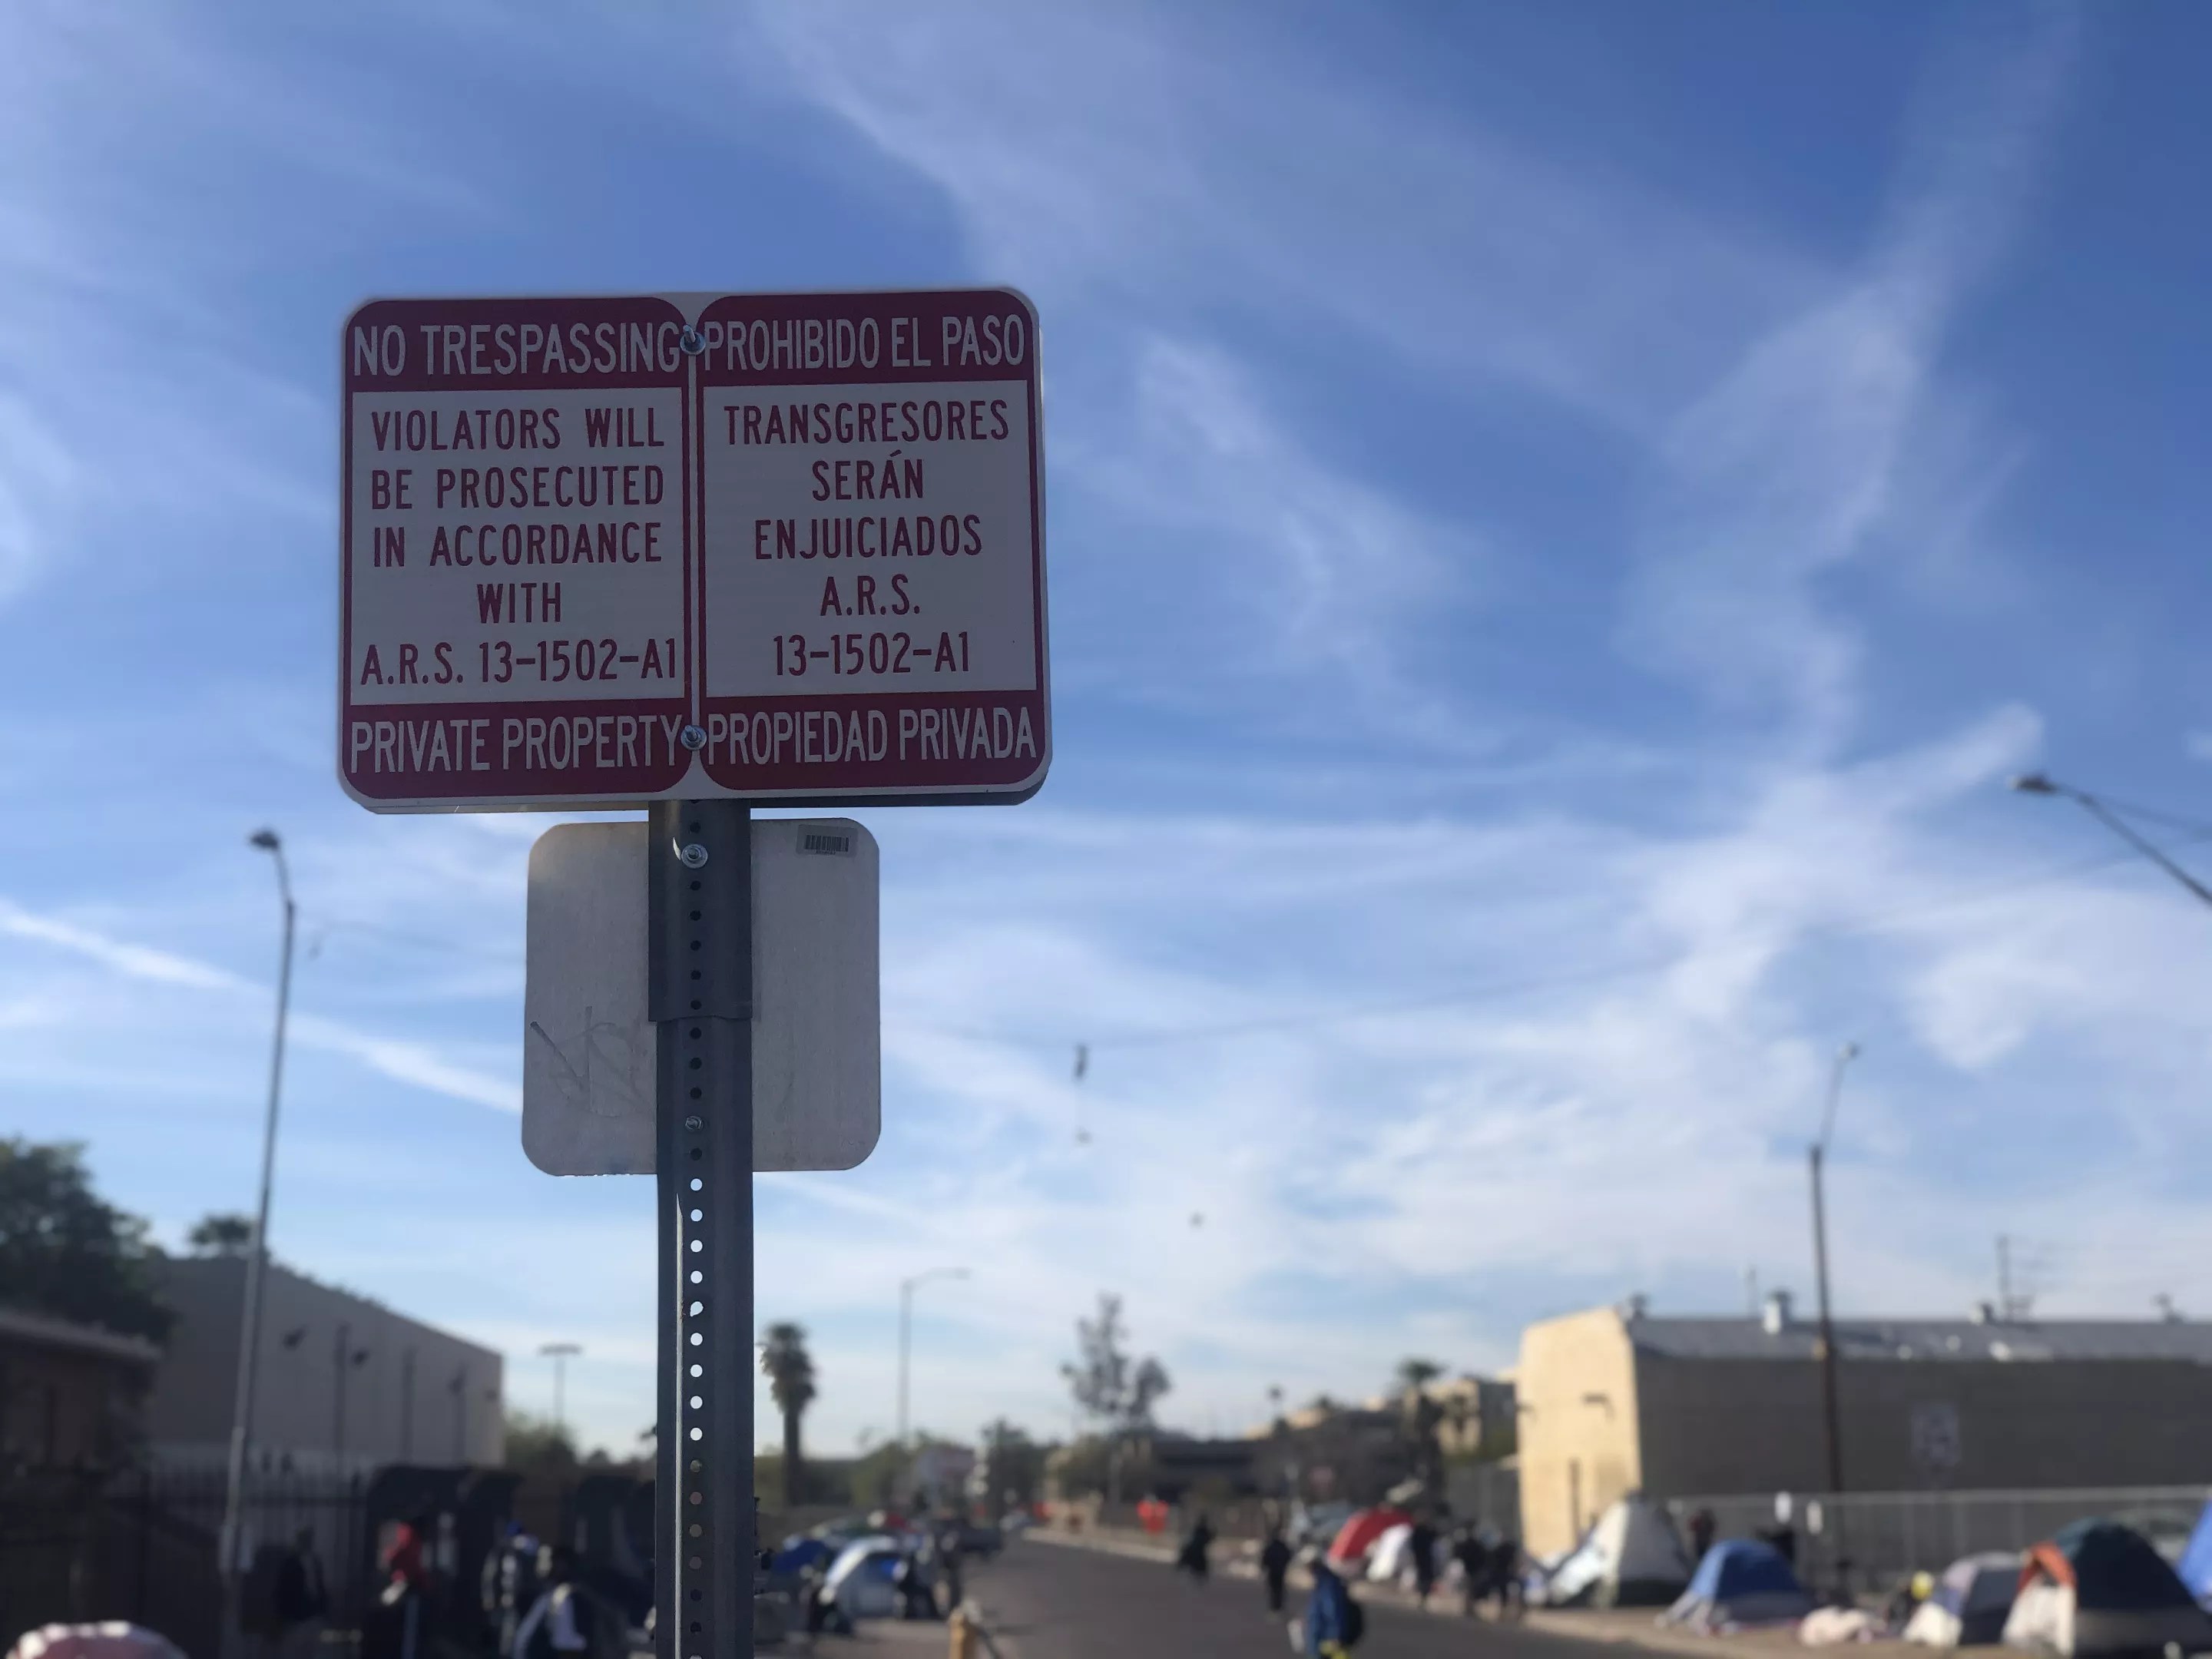 NO TRESPASSING
VIOLATORS WILL
BE PROSECUTED
IN ACCORDANCE
WITH
A.R.S. 13-1502-A1
PRIVATE PROPERTY
PROHIBIDO EL PASO
TRANSGRESORES
SERÁN
ENJUICIADOS
A.R.S.
13-1502-A1
PROPIEDAD PRIVADA